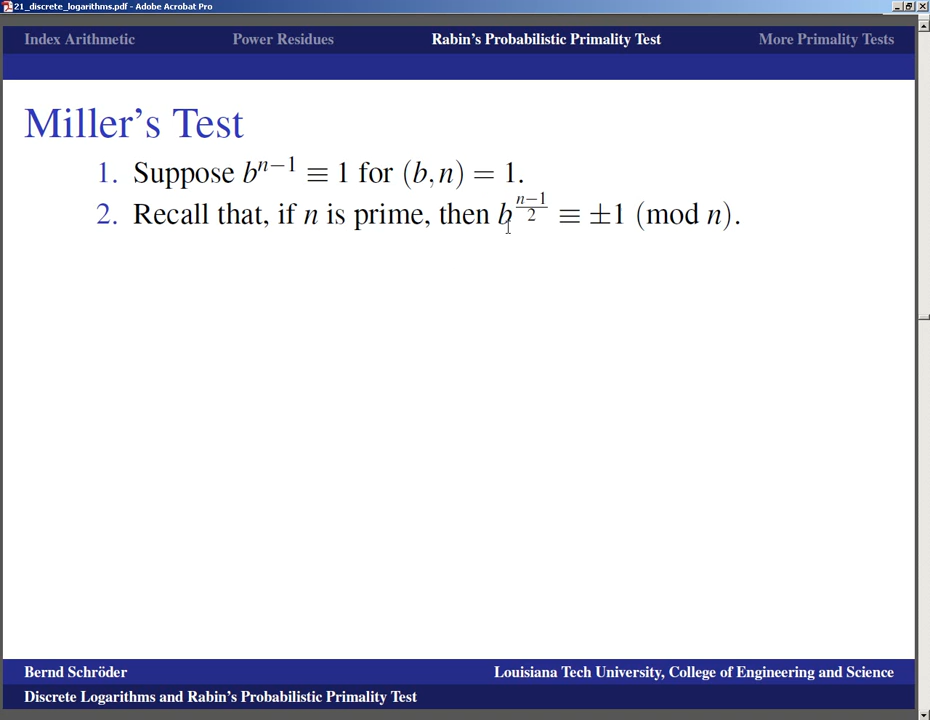 21_discrete_logarithms.pdf - Adobe Acrobat Pro
Index Arithmetic Power Residues Rabin's Probabilistic Primality Test More Primality Tests
Miller's Test
1. Suppose b^{n−1} ≡ 1 for (b, n) = 1.
2. Recall that, if n is prime, then b^{\frac{n−1}{2}} ≡ ±1 (mod n).
Bernd Schröder Louisiana Tech University, College of Engineering and Science
Discrete Logarithms and Rabin's Probabilistic Primality Test